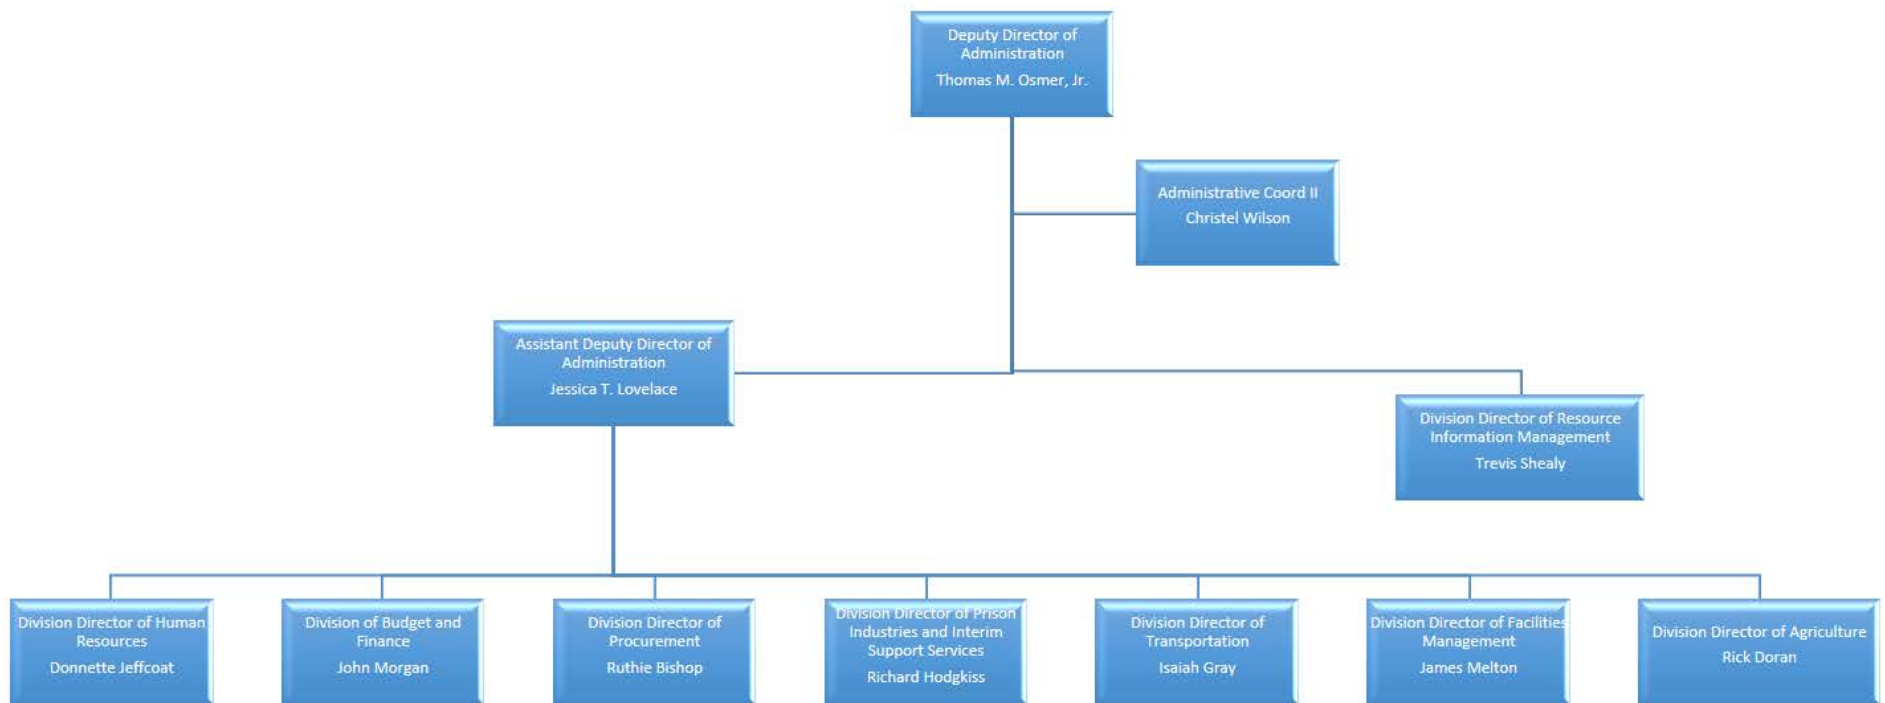 Deputy Director of
Administration
Thomas M. Osmer, Jr.
Administrative Coord II
Christel Wilson
Assistant Deputy Director of
Administration
Jessica T. Lovelace
Division Director of Resource
Information Management
Trevis Shealy
Division Director of Human
Resources
Donnette Jeffcoat
Division of Budget and
Finance
John Morgan
Division Director of
Procurement
Ruthie Bishop
Division Director of Prison
Industries and Interim
Support Services
Richard Hodgkiss
Division Director of
Transportation
Isaiah Gray
Division Director of Facilities
Management
James Melton
Division Director of Agriculture
Rick Doran